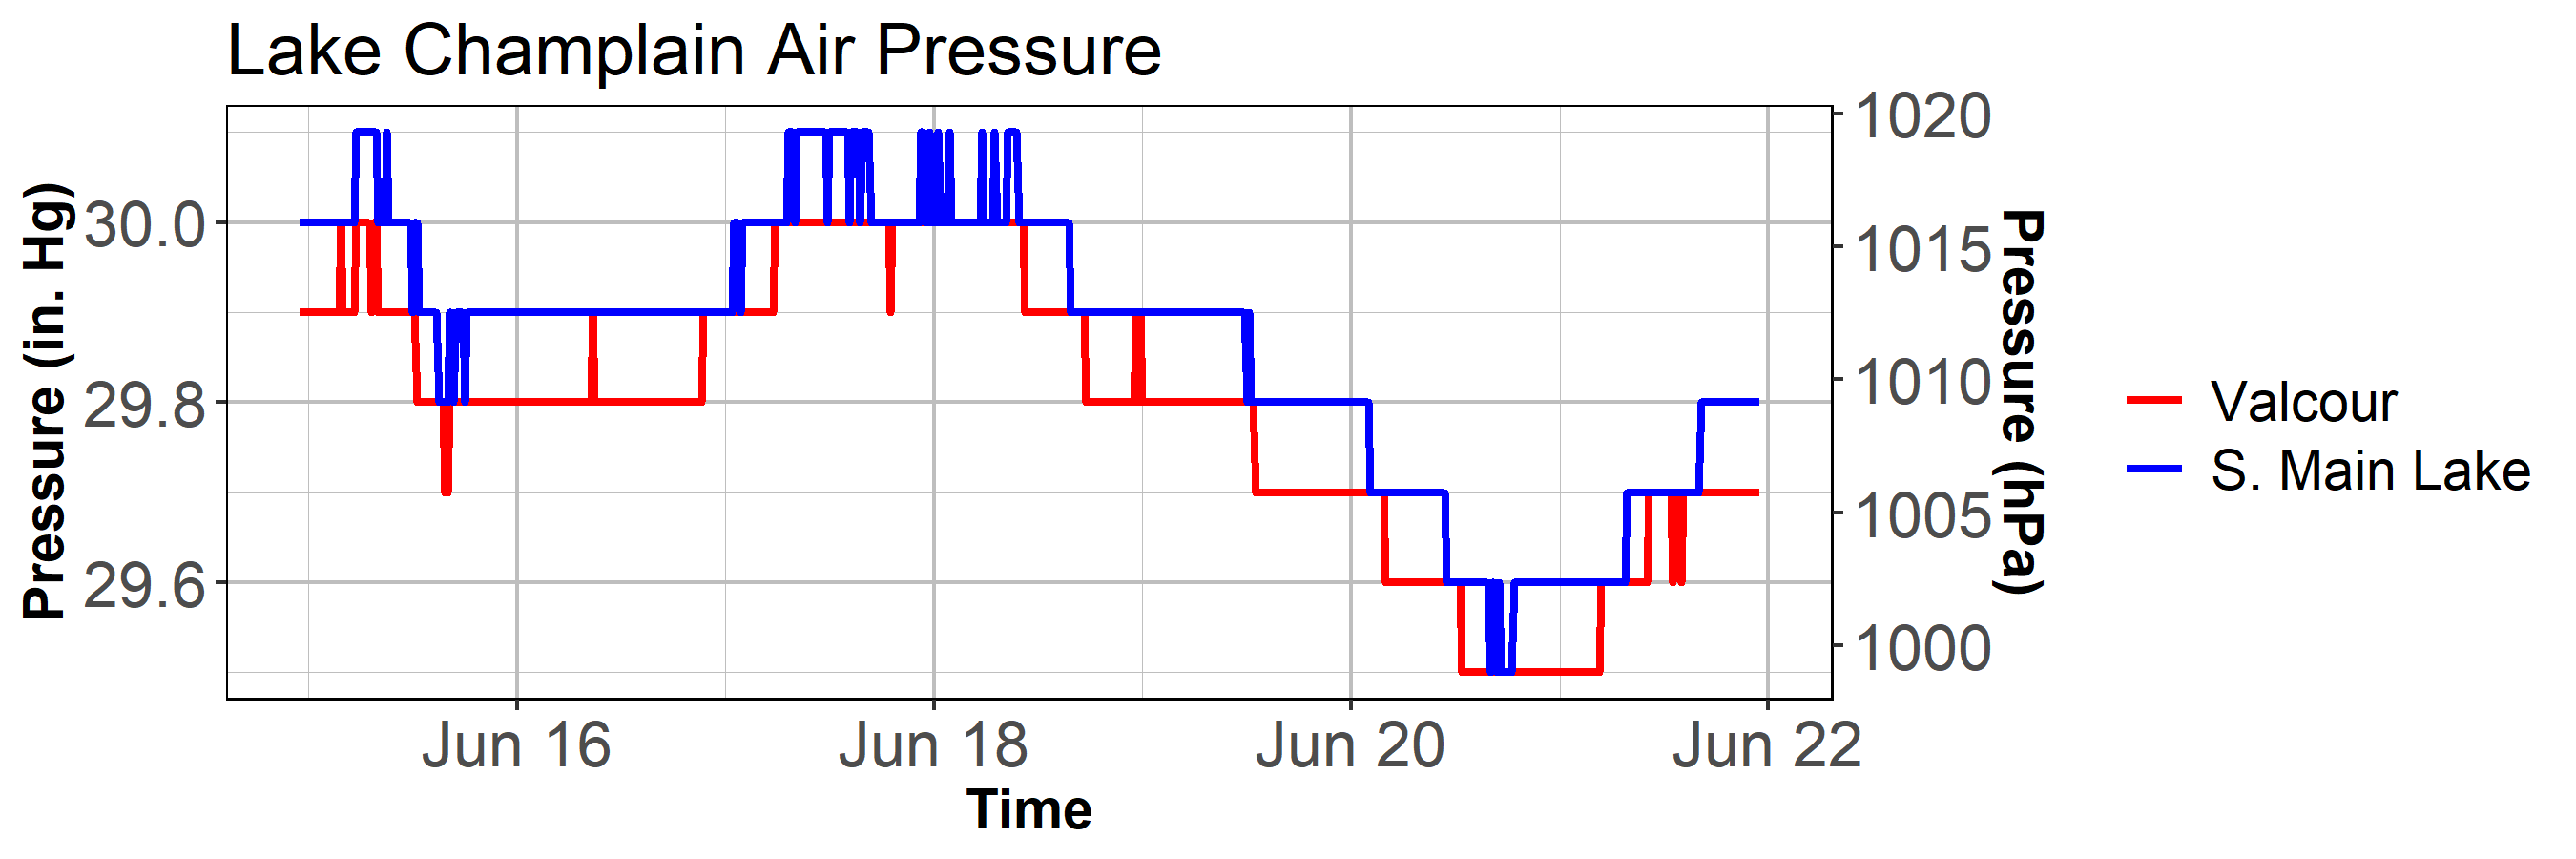 Lake Champlain Air Pressure
Pressure (in. Hg)
30.0
29.8
29.6
1020
1015
1010
1005
1000
Pressure (hPa)
Jun 16
Jun 18
Jun 20
Jun 22
Time
Valcour
S. Main Lake